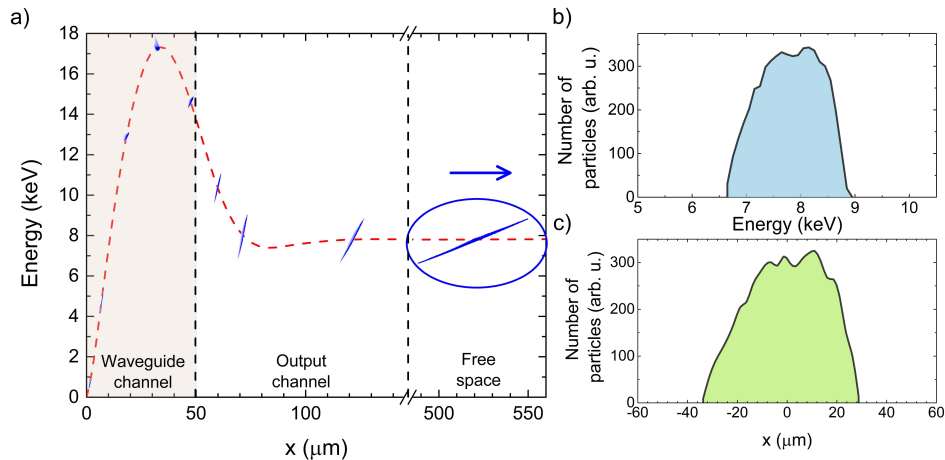 a)
Energy (keV)
18
16
14
12
10
8
6
4
2
0
Waveguide
channel
Output
channel
Free
space
0
50
100
150
500
550
x (μm)
b)
Number of
particles (arb. u.)
300
200
100
0
5
6
7
8
9
10
Energy (keV)
c)
Number of
particles (arb. u.)
300
200
100
0
-60
-40
-20
0
20
40
60
x (μm)